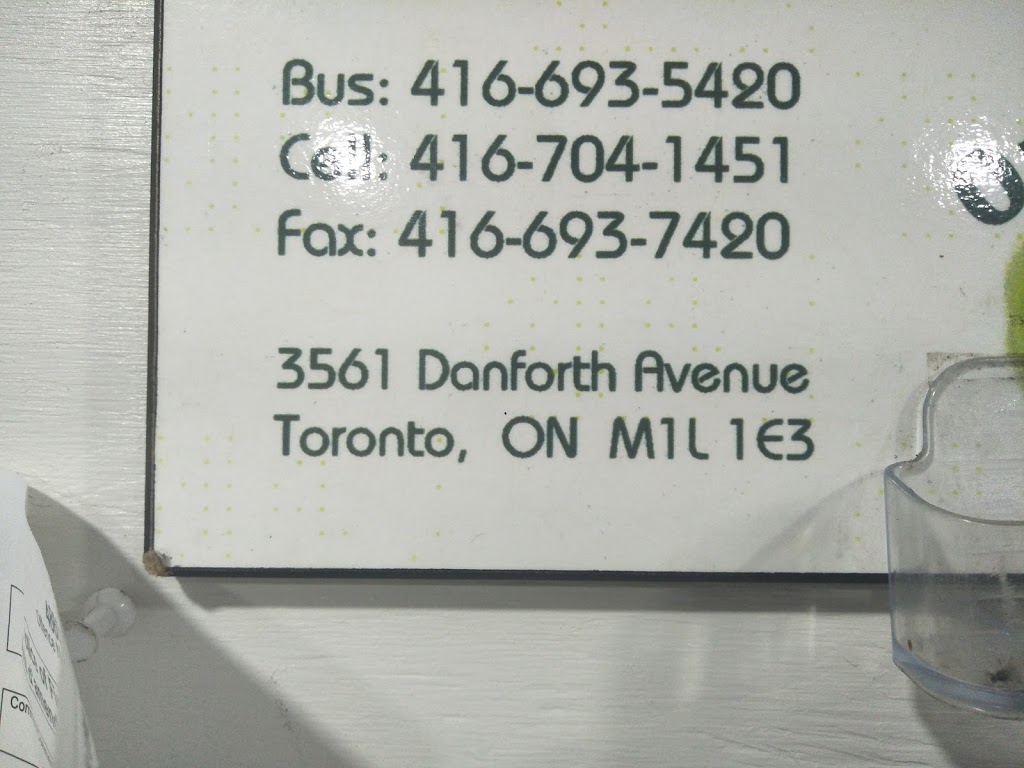 Bus: 416-693-5420
Cell: 416-704-1451
Fax: 416-693-7420
3561 Danforth Avenue
Toronto, ON M1L 1E3